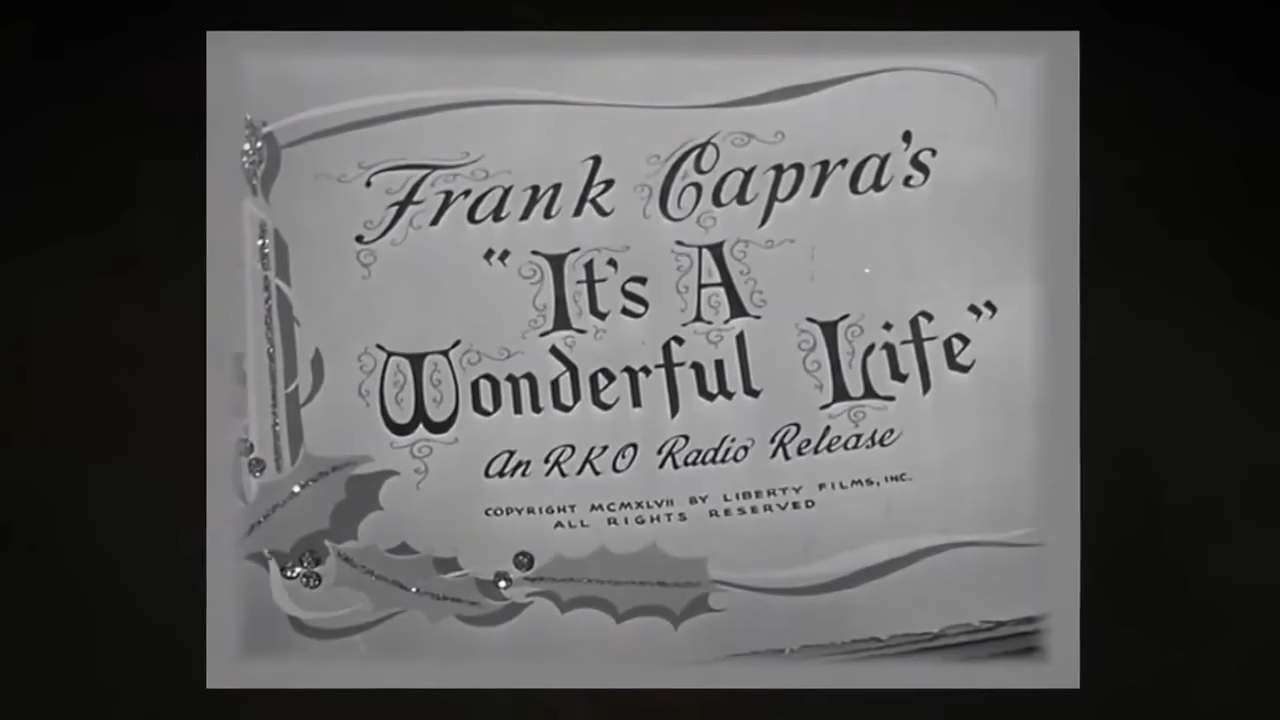 Frank Capra's
"It's A
Wonderful Life"
An RKO Radio Release
COPYRIGHT MCMXLVII BY LIBERTY FILMS, INC.
ALL RIGHTS RESERVED